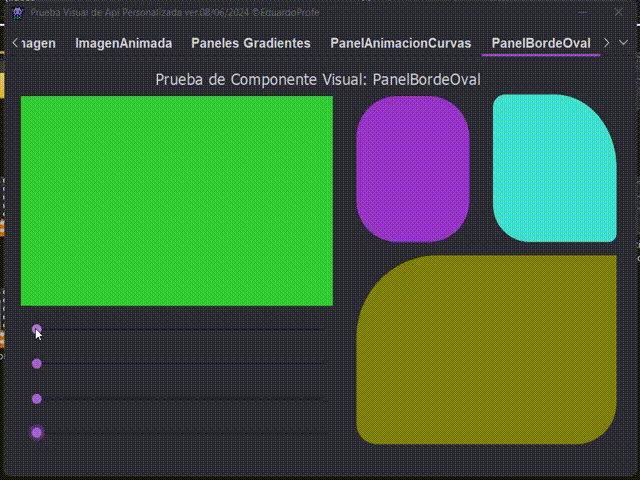 Prueba Visual de Api Personalizada ver.08/06/2024 ©EduardoProfe
nagen ImagenAnimada Paneles Gradientes PanelAnimacionCurvas PanelBordeOval
Prueba de Componente Visual: PanelBordeOval